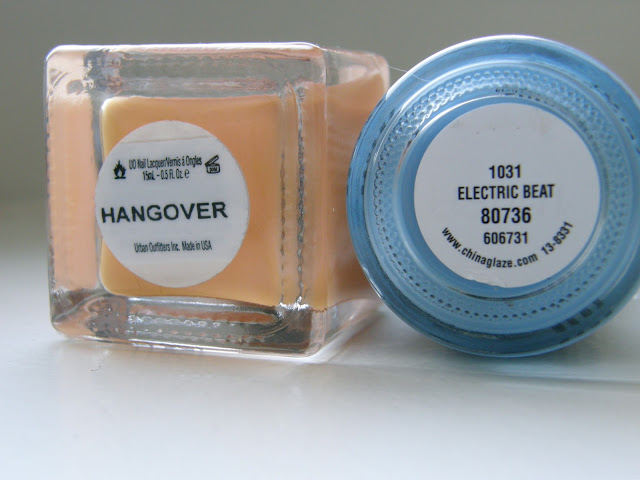 UO Nail Lacquer/Vernis à Ongles
15mL - 0.5 Fl. Oz. e
HANGOVER
Urban Outfitters Inc. Made in USA
1031
ELECTRIC BEAT
80736
606731
www.chinaglaze.com 13-8331